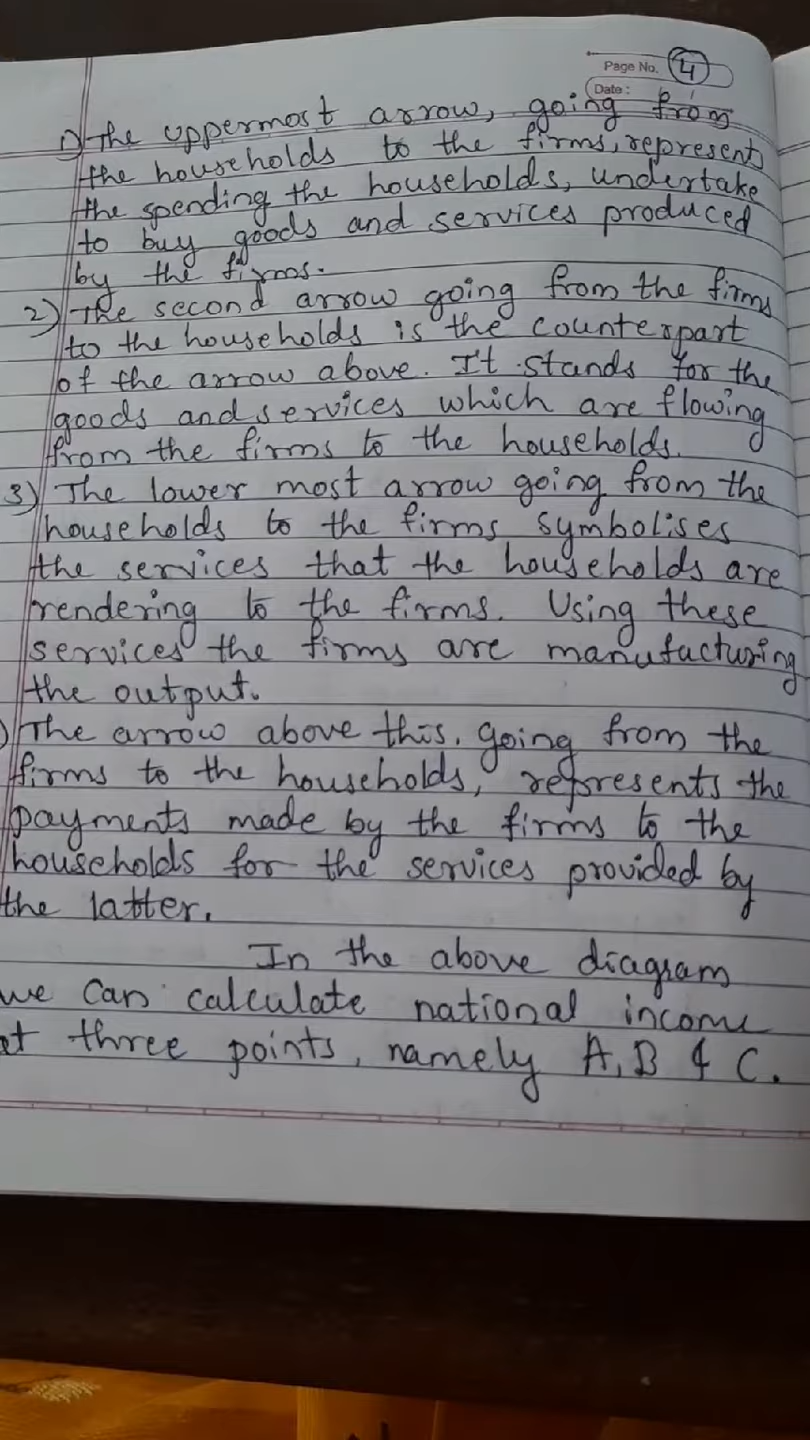 Page No. 4
Date :
1) The uppermost arrow, going from
the households to the firms, represent
the spending the households, undertake
to buy goods and services produced
by the firms.
2) The second arrow going from the firms
to the households is the counterpart
of the arrow above. It stands for the
goods and services which are flowing
from the firms to the households.
3) The lower most arrow going from the
households to the firms symbolises
the services that the households are
rendering to the firms. Using these
services the firms are manufacturing
the output.
) The arrow above this, going from the
firms to the households, represents the
payments made by the firms to the
households for the services provided by
the latter.
In the above diagram
we can calculate national income
at three points, namely A, B & C.